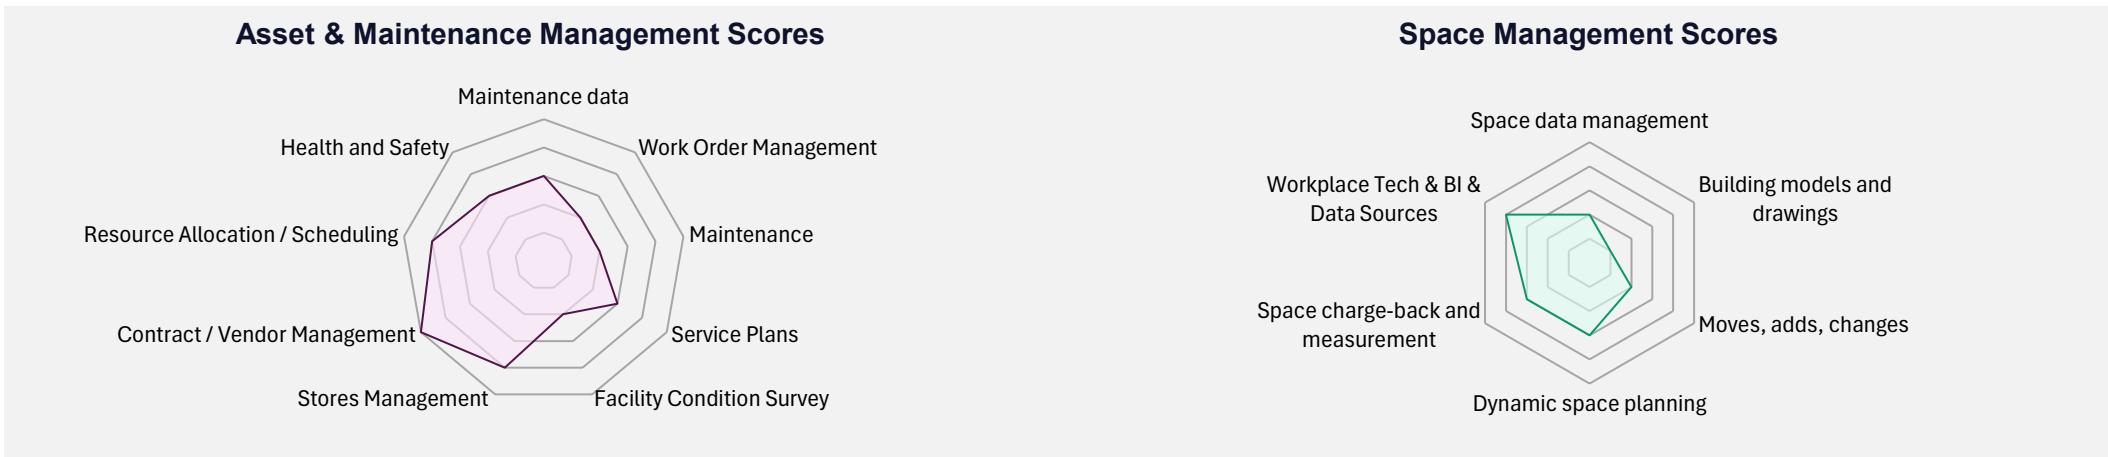 Asset & Maintenance Management Scores
Maintenance data
Health and Safety
Work Order Management
Resource Allocation / Scheduling
Maintenance
Contract / Vendor Management
Service Plans
Stores Management
Facility Condition Survey
Space Management Scores
Space data management
Workplace Tech & BI &
Data Sources
Building models and
drawings
Space charge-back and
measurement
Moves, adds, changes
Dynamic space planning